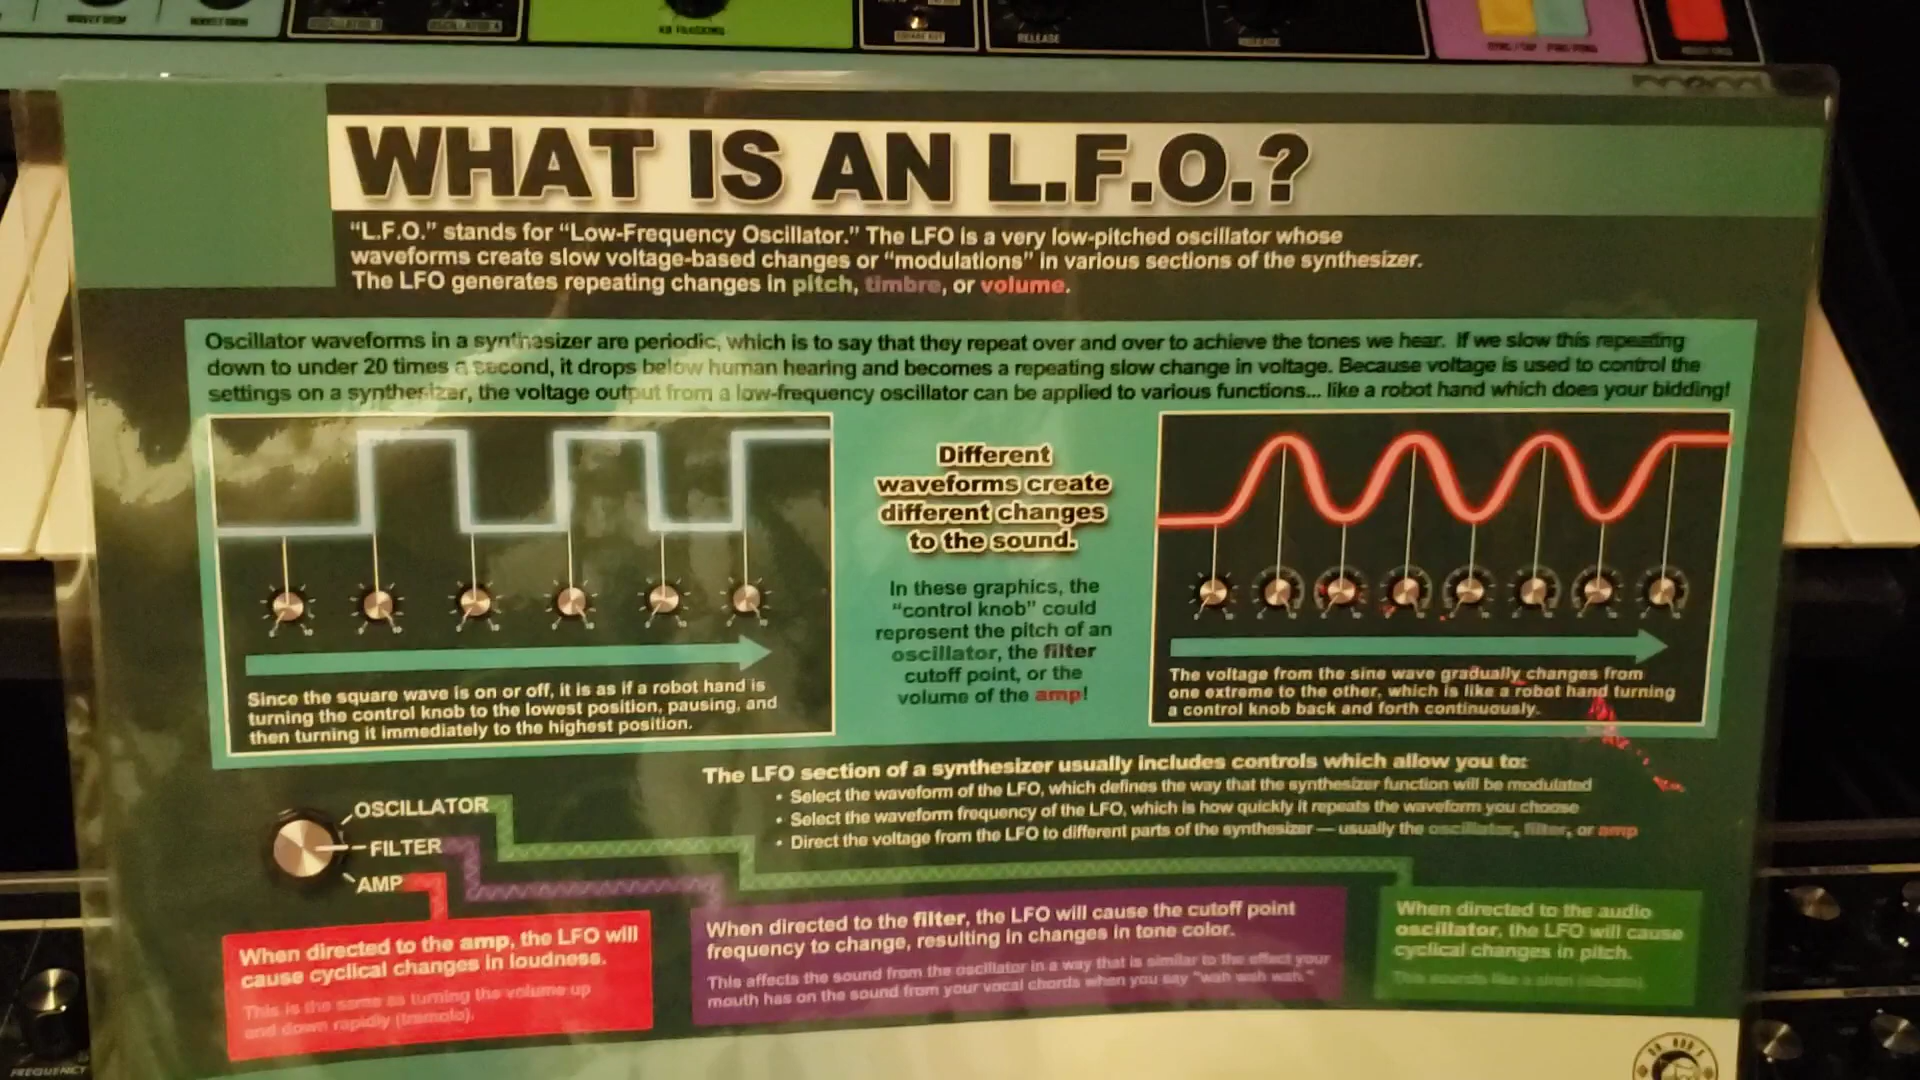 KB TRACKING
RELEASE
RELEASE
WHAT IS AN L.F.O.?
“L.F.O.” stands for “Low-Frequency Oscillator.” The LFO is a very low-pitched oscillator whose
waveforms create slow voltage-based changes or “modulations” in various sections of the synthesizer.
The LFO generates repeating changes in pitch, timbre, or volume.
Oscillator waveforms in a synthesizer are periodic, which is to say that they repeat over and over to achieve the tones we hear. If we slow this repeating
down to under 20 times a second, it drops below human hearing and becomes a repeating slow change in voltage. Because voltage is used to control the
settings on a synthesizer, the voltage output from a low-frequency oscillator can be applied to various functions... like a robot hand which does your bidding!
Different
waveforms create
different changes
to the sound.
In these graphics, the
“control knob” could
represent the pitch of an
oscillator, the filter
cutoff point, or the
volume of the amp!
Since the square wave is on or off, it is as if a robot hand is
turning the control knob to the lowest position, pausing, and
then turning it immediately to the highest position.
The voltage from the sine wave gradually changes from
one extreme to the other, which is like a robot hand turning
a control knob back and forth continuously.
The LFO section of a synthesizer usually includes controls which allow you to:
• Select the waveform of the LFO, which defines the way that the synthesizer function will be modulated
• Select the waveform frequency of the LFO, which is how quickly it repeats the waveform you choose
• Direct the voltage from the LFO to different parts of the synthesizer — usually the oscillator, filter, or amp
OSCILLATOR
FILTER
AMP
When directed to the amp, the LFO will
cause cyclical changes in loudness.
This is the same as turning the volume up
and down rapidly (tremolo).
When directed to the filter, the LFO will cause the cutoff point
frequency to change, resulting in changes in tone color.
This affects the sound from the oscillator in a way that is similar to the effect your
mouth has on the sound from your vocal chords when you say "wah wah wah."
When directed to the audio
oscillator, the LFO will cause
cyclical changes in pitch.
This sounds like a siren (vibrato).
FREQUENCY